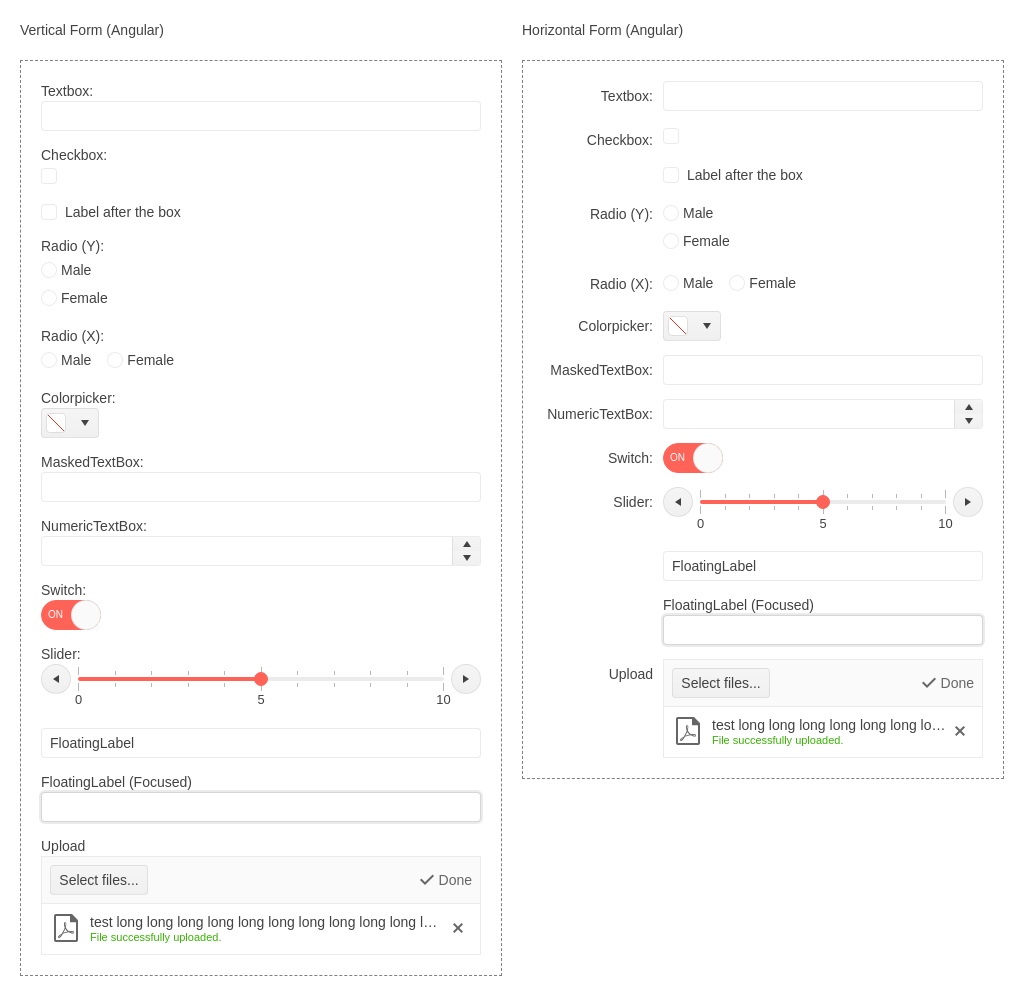 Vertical Form (Angular)
Textbox:
Checkbox:
Label after the box
Radio (Y):
Male
Female
Radio (X):
Male Female
Colorpicker:
MaskedTextBox:
NumericTextBox:
Switch:
ON
Slider:
0 5 10
FloatingLabel
FloatingLabel (Focused)
Upload
Select files... Done
test long long long long long long long long long long l…
File successfully uploaded.
Horizontal Form (Angular)
Textbox:
Checkbox:
Label after the box
Radio (Y): Male
Female
Radio (X): Male Female
Colorpicker:
MaskedTextBox:
NumericTextBox:
Switch: ON
Slider:
0 5 10
FloatingLabel
FloatingLabel (Focused)
Upload Select files... Done
test long long long long long long lo…
File successfully uploaded.